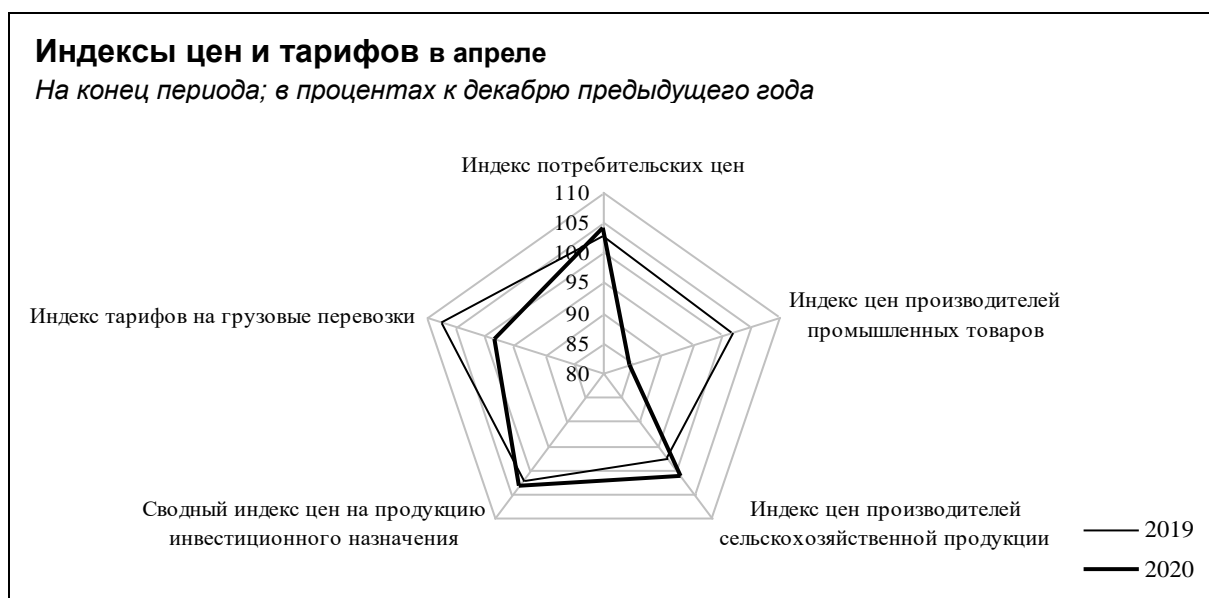 Индексы цен и тарифов в апреле
На конец периода; в процентах к декабрю предыдущего года
Индекс потребительских цен
110
105
100
95
90
85
80
Индекс цен производителей
промышленных товаров
Индекс тарифов на грузовые перевозки
Сводный индекс цен на продукцию
инвестиционного назначения
Индекс цен производителей
сельскохозяйственной продукции
2019
2020